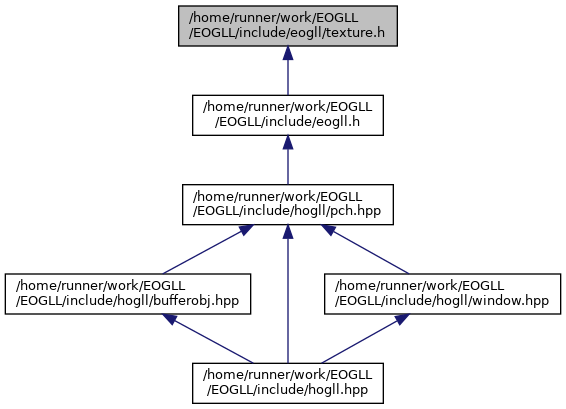 /home/runner/work/EOGLL
/EOGLL/include/eogll/texture.h
/home/runner/work/EOGLL
/EOGLL/include/eogll.h
/home/runner/work/EOGLL
/EOGLL/include/hogll/pch.hpp
/home/runner/work/EOGLL
/EOGLL/include/hogll/bufferobj.hpp
/home/runner/work/EOGLL
/EOGLL/include/hogll/window.hpp
/home/runner/work/EOGLL
/EOGLL/include/hogll.hpp